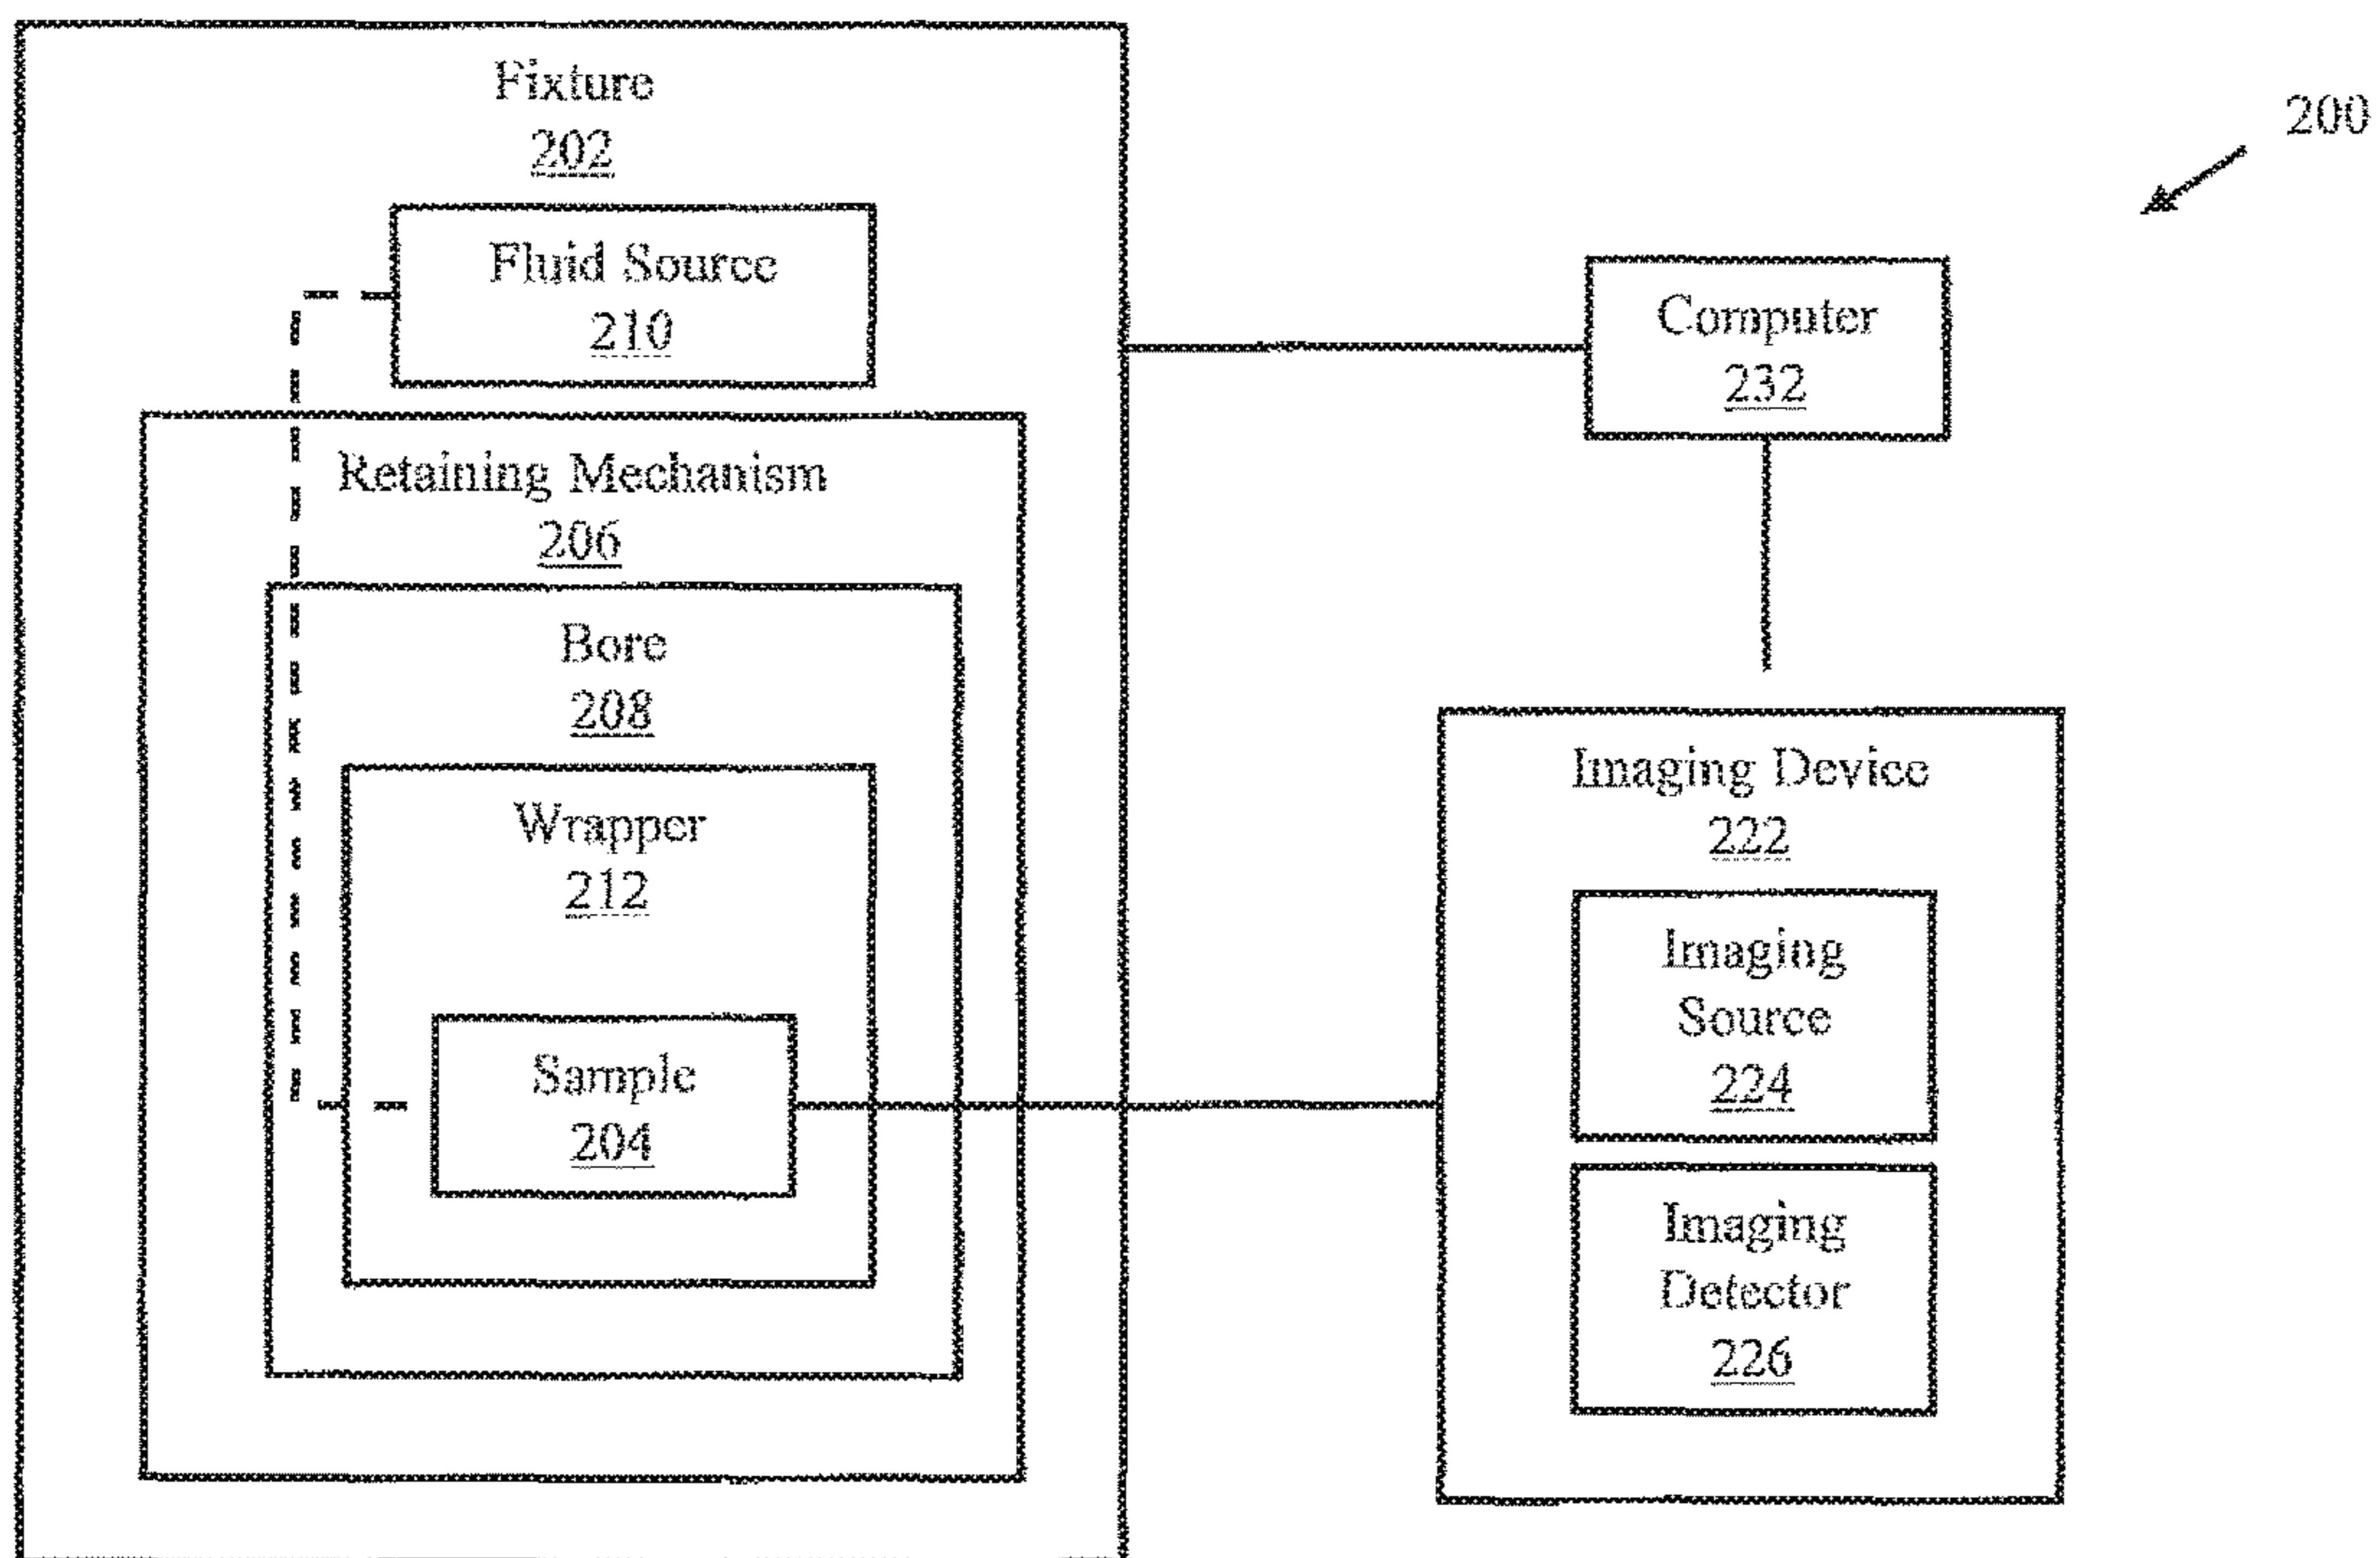 Fixture
202
200
Fluid Source
210
Computer
232
Retaining Mechanism
206
Bore
208
Imaging Device
222
Wrapper
212
Imaging
Source
224
Sample
204
Imaging
Detector
226